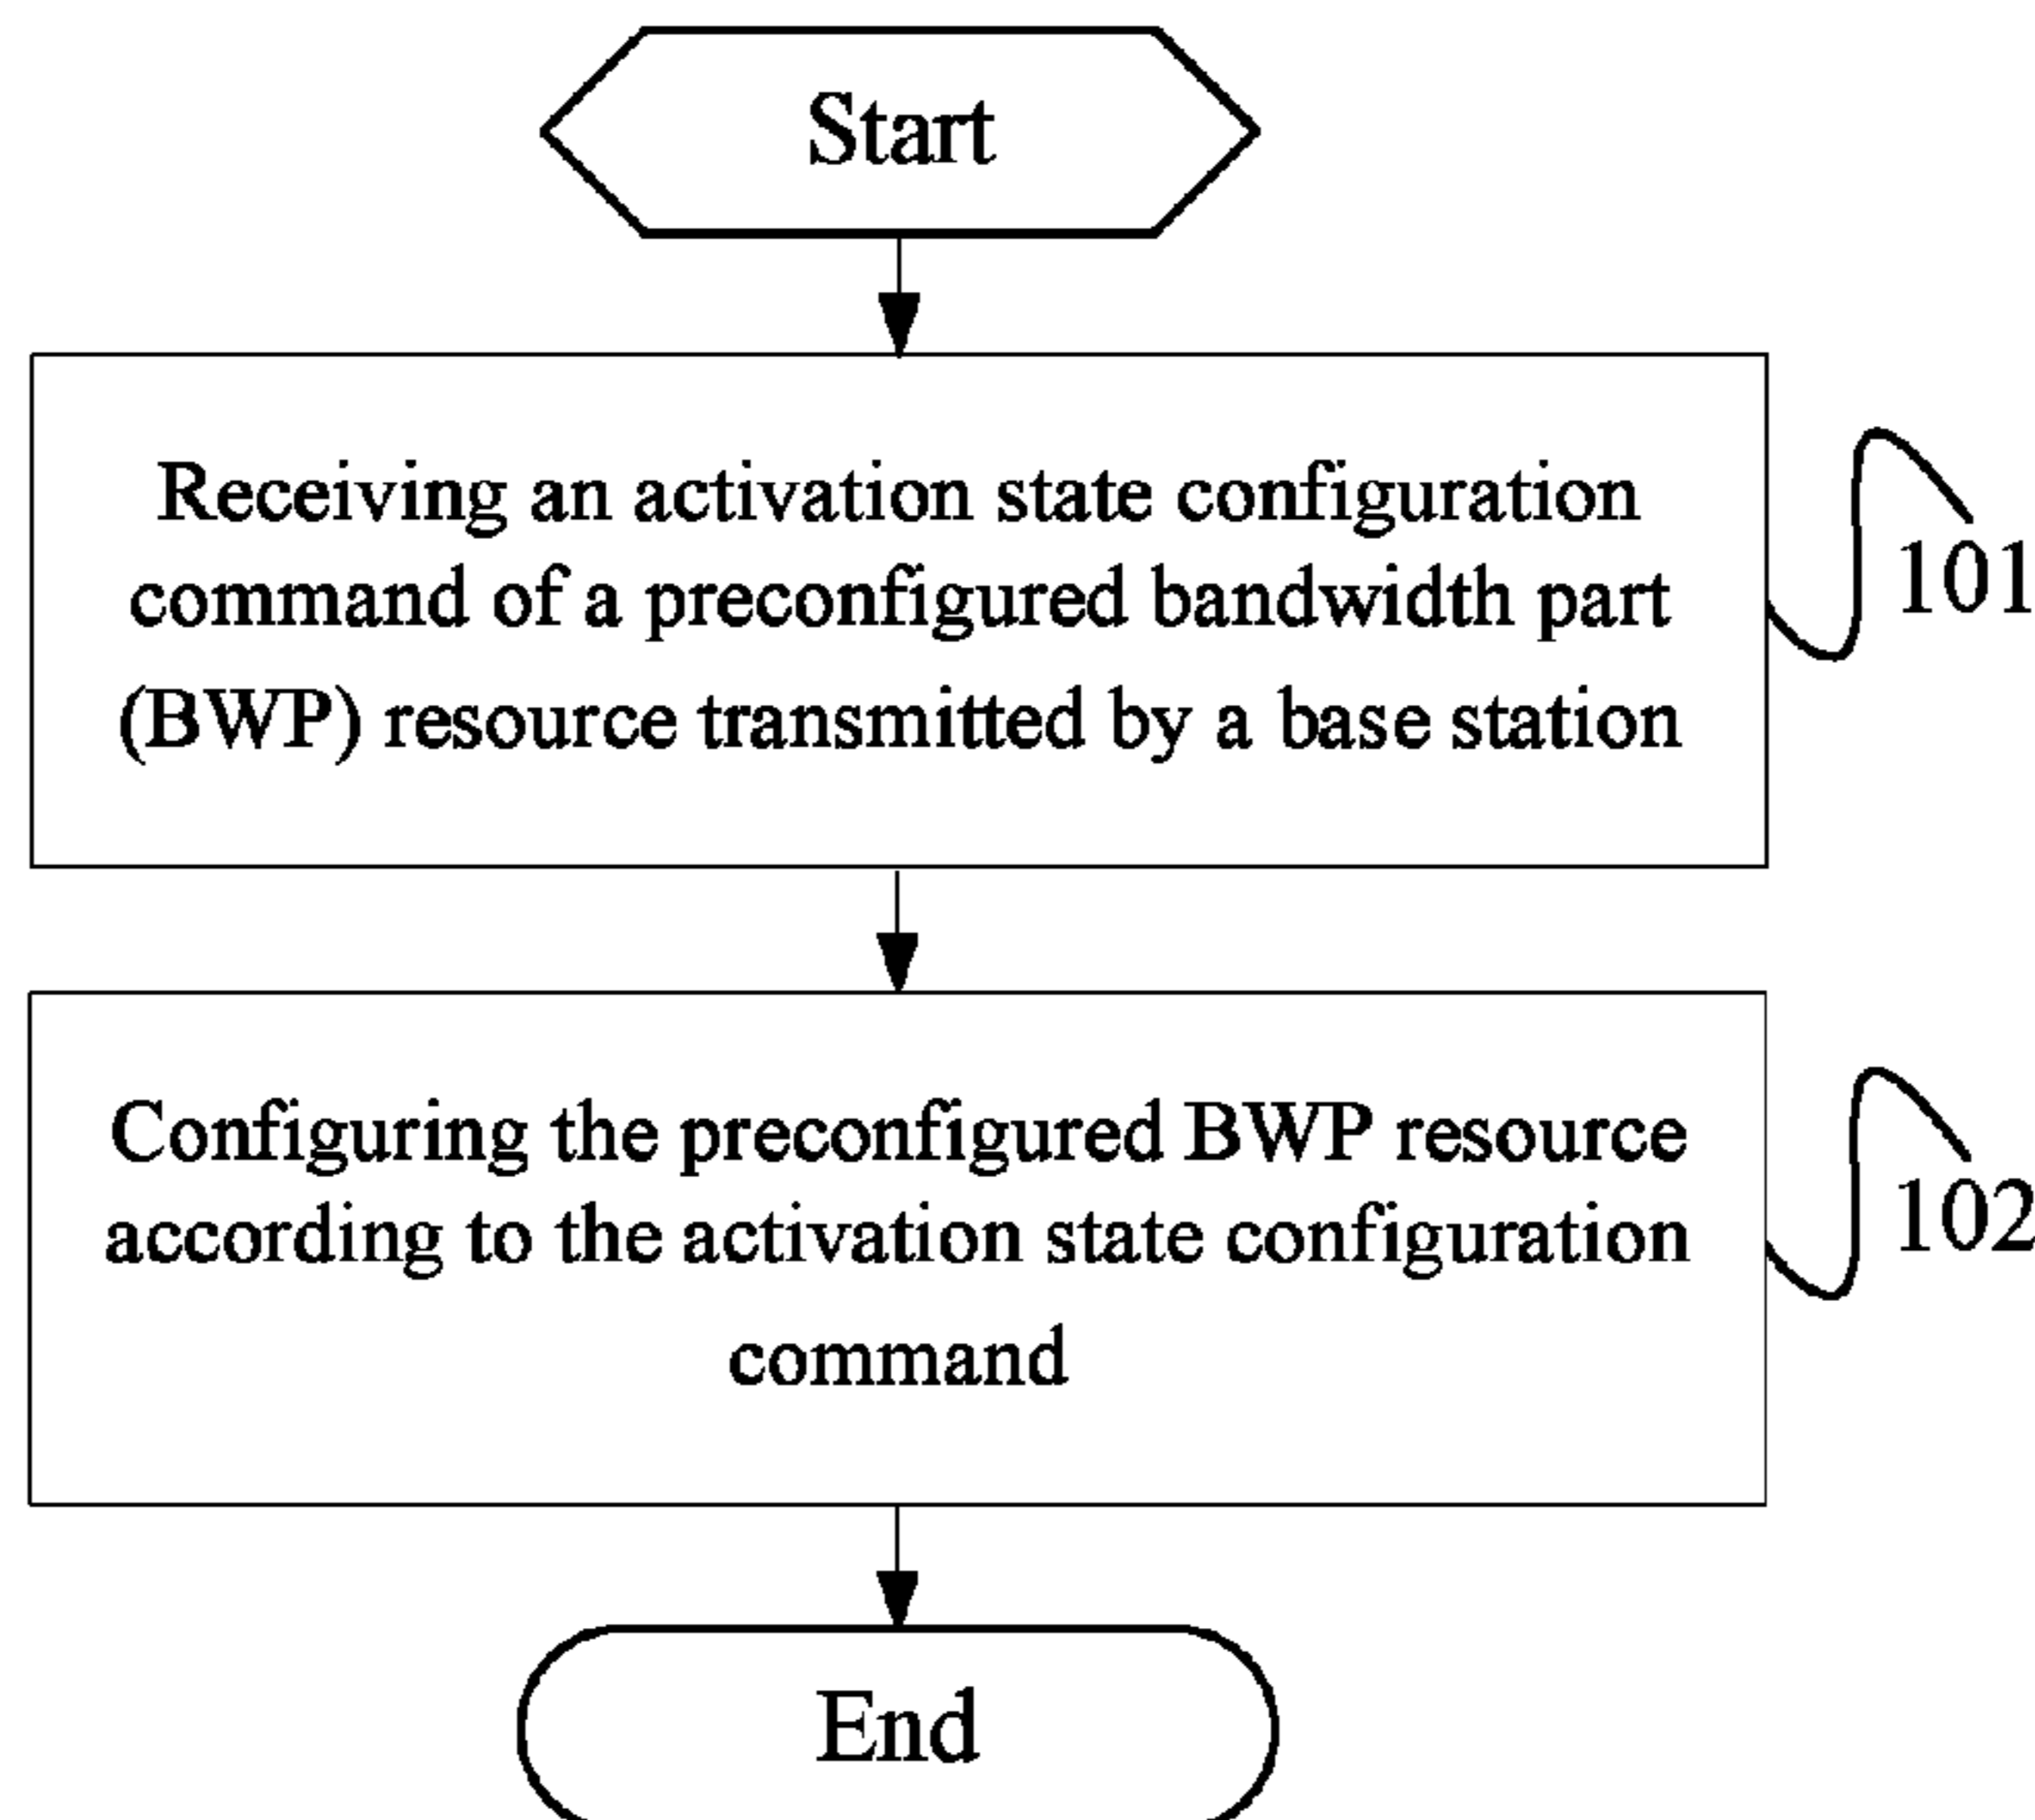 Start
Receiving an activation state configuration
command of a preconfigured bandwidth part
(BWP) resource transmitted by a base station
101
Configuring the preconfigured BWP resource
according to the activation state configuration
command
102
End